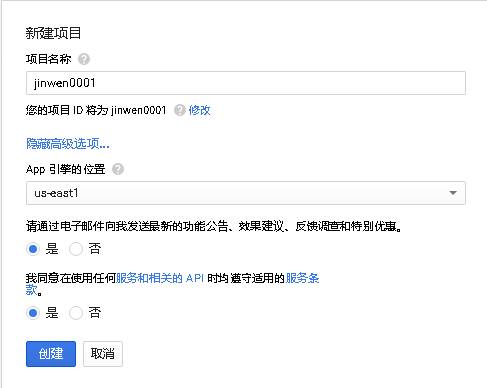 新建项目
项目名称 ?
jinwen0001
您的项目 ID 将为 jinwen0001 ? 修改
隐藏高级选项...
App 引擎的位置 ?
us-east1
请通过电子邮件向我发送最新的功能公告、效果建议、反馈调查和特别优惠。
是 否
我同意在使用任何服务和相关的 API 时均遵守适用的服务条
款。
是 否
创建 取消